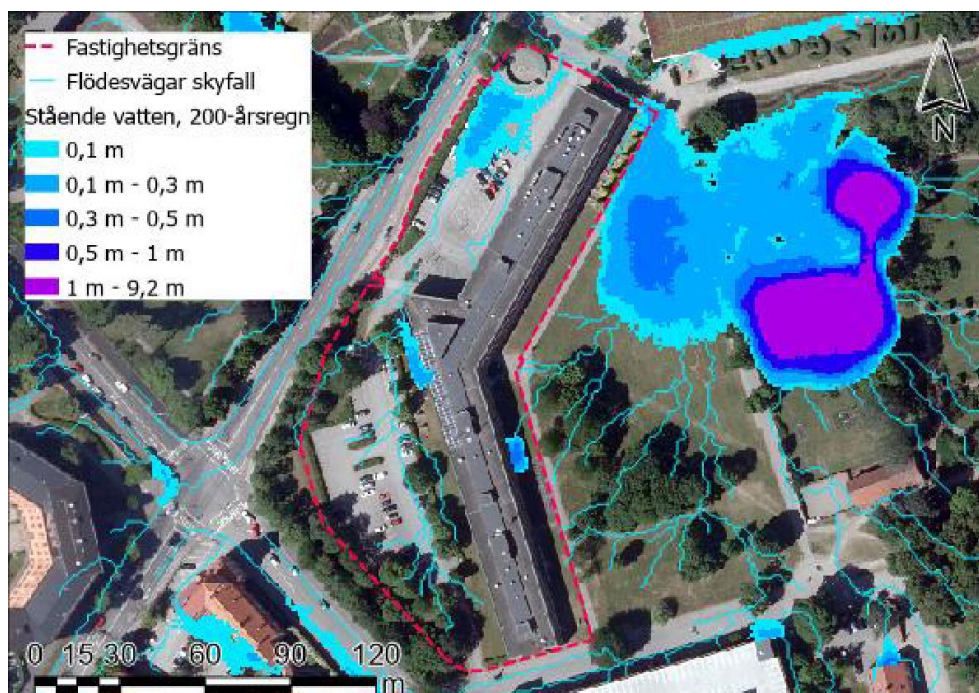 Fastighetsgräns
Flödesvägar skyfall
Stående vatten, 200-årsregn
0,1 m
0,1 m - 0,3 m
0,3 m - 0,5 m
0,5 m - 1 m
1 m - 9,2 m
N
0 15 30 60 90 120
m